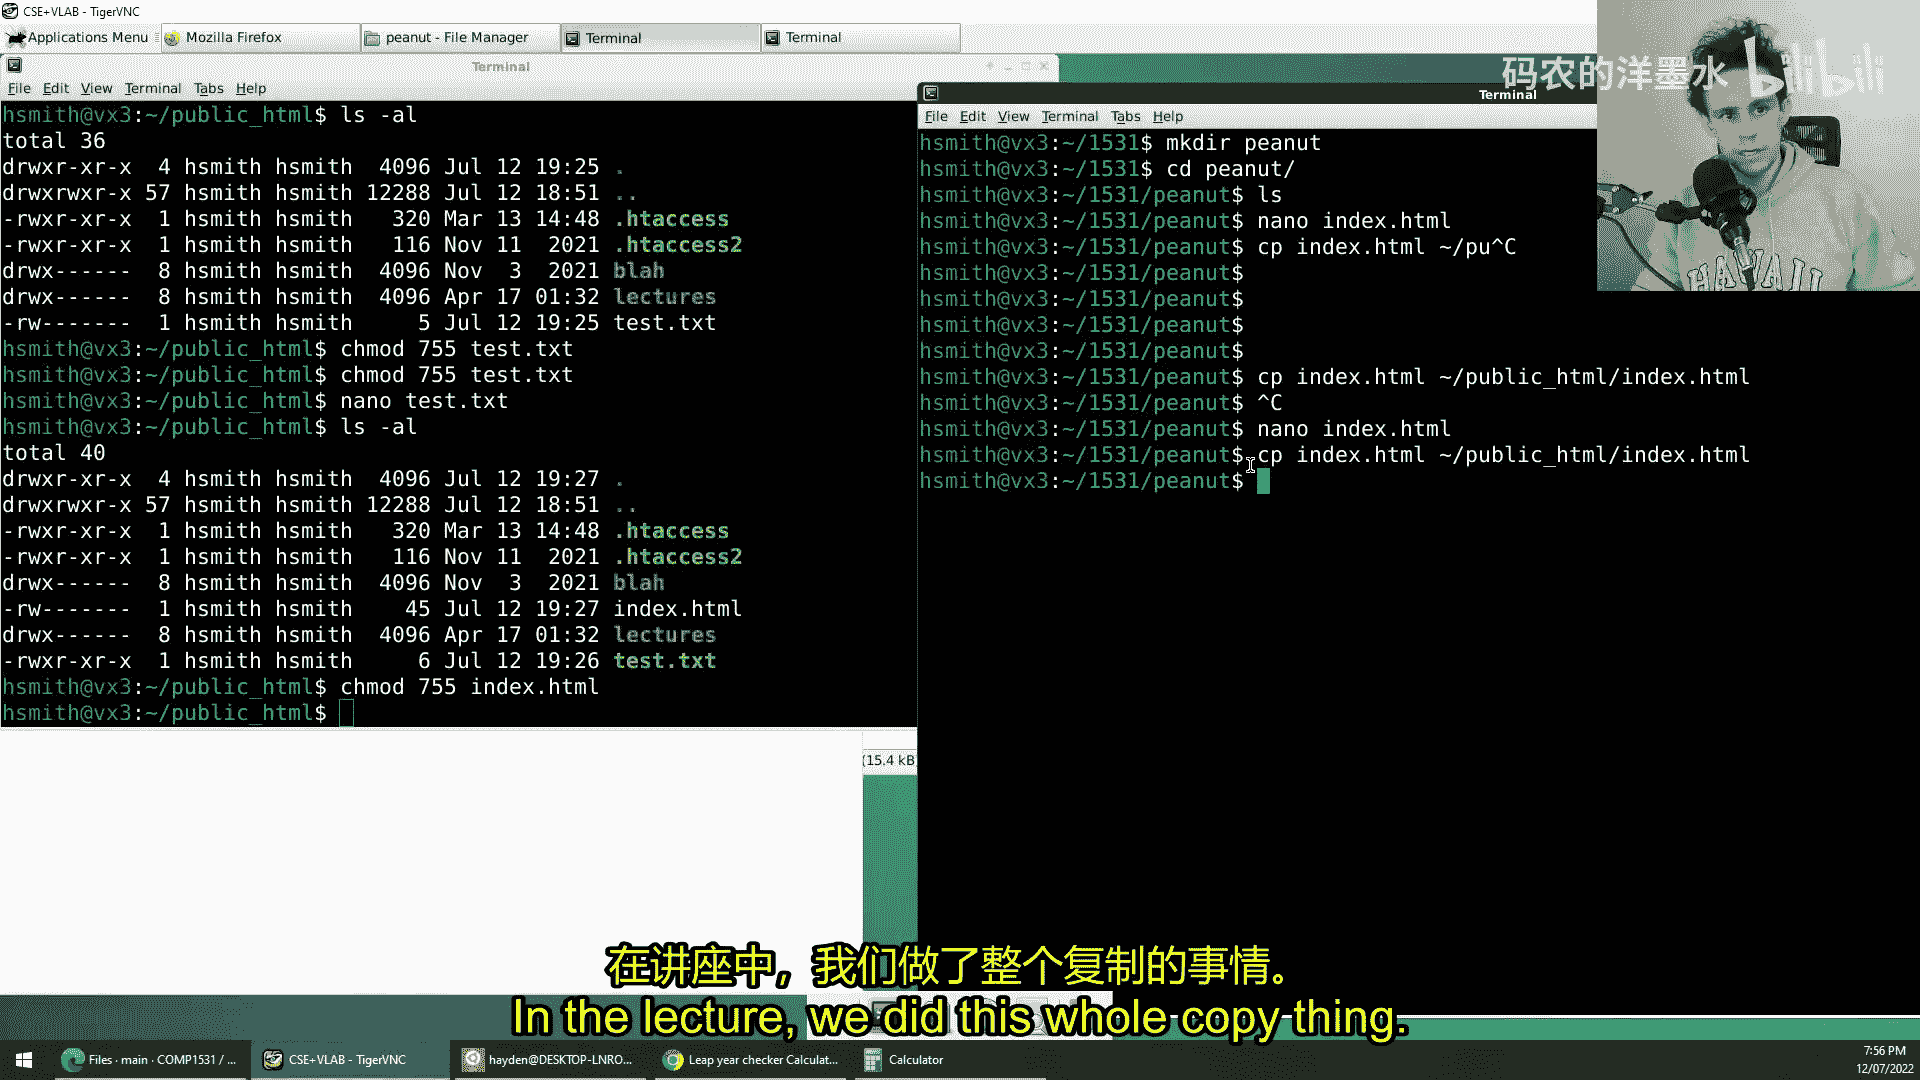 CSE+VLAB - TigerVNC
Applications Menu
Mozilla Firefox
peanut - File Manager
Terminal
Terminal
Terminal
File Edit View Terminal Tabs Help
hsmith@vx3:~/public_html$ ls -al
total 36
drwxr-xr-x 4 hsmith hsmith 4096 Jul 12 19:25 .
drwxrwxr-x 57 hsmith hsmith 12288 Jul 12 18:51 ..
-rwxr-xr-x 1 hsmith hsmith 320 Mar 13 14:48 .htaccess
-rwxr-xr-x 1 hsmith hsmith 116 Nov 11 2021 .htaccess2
drwx------ 8 hsmith hsmith 4096 Nov 3 2021 blah
drwx------ 8 hsmith hsmith 4096 Apr 17 01:32 lectures
-rw------- 1 hsmith hsmith 5 Jul 12 19:25 test.txt
hsmith@vx3:~/public_html$ chmod 755 test.txt
hsmith@vx3:~/public_html$ chmod 755 test.txt
hsmith@vx3:~/public_html$ nano test.txt
hsmith@vx3:~/public_html$ ls -al
total 40
drwxr-xr-x 4 hsmith hsmith 4096 Jul 12 19:27 .
drwxrwxr-x 57 hsmith hsmith 12288 Jul 12 18:51 ..
-rwxr-xr-x 1 hsmith hsmith 320 Mar 13 14:48 .htaccess
-rwxr-xr-x 1 hsmith hsmith 116 Nov 11 2021 .htaccess2
drwx------ 8 hsmith hsmith 4096 Nov 3 2021 blah
-rw------- 1 hsmith hsmith 45 Jul 12 19:27 index.html
drwx------ 8 hsmith hsmith 4096 Apr 17 01:32 lectures
-rwxr-xr-x 1 hsmith hsmith 6 Jul 12 19:26 test.txt
hsmith@vx3:~/public_html$ chmod 755 index.html
hsmith@vx3:~/public_html$
(15.4 kB
Terminal
File Edit View Terminal Tabs Help
hsmith@vx3:~/1531$ mkdir peanut
hsmith@vx3:~/1531$ cd peanut/
hsmith@vx3:~/1531/peanut$ ls
hsmith@vx3:~/1531/peanut$ nano index.html
hsmith@vx3:~/1531/peanut$ cp index.html ~/pu^C
hsmith@vx3:~/1531/peanut$
hsmith@vx3:~/1531/peanut$
hsmith@vx3:~/1531/peanut$
hsmith@vx3:~/1531/peanut$
hsmith@vx3:~/1531/peanut$ cp index.html ~/public_html/index.html
hsmith@vx3:~/1531/peanut$ ^C
hsmith@vx3:~/1531/peanut$ nano index.html
hsmith@vx3:~/1531/peanut$ cp index.html ~/public_html/index.html
hsmith@vx3:~/1531/peanut$
码农的洋墨水 bilibili
HAWAII
在讲座中，我们做了整个复制的事情。
In the lecture, we did this whole copy thing.
Files · main · COMP1531 / ...
CSE+VLAB - TigerVNC
hayden@DESKTOP-LNRO...
Leap year checker Calculat...
Calculator
7:56 PM
12/07/2022